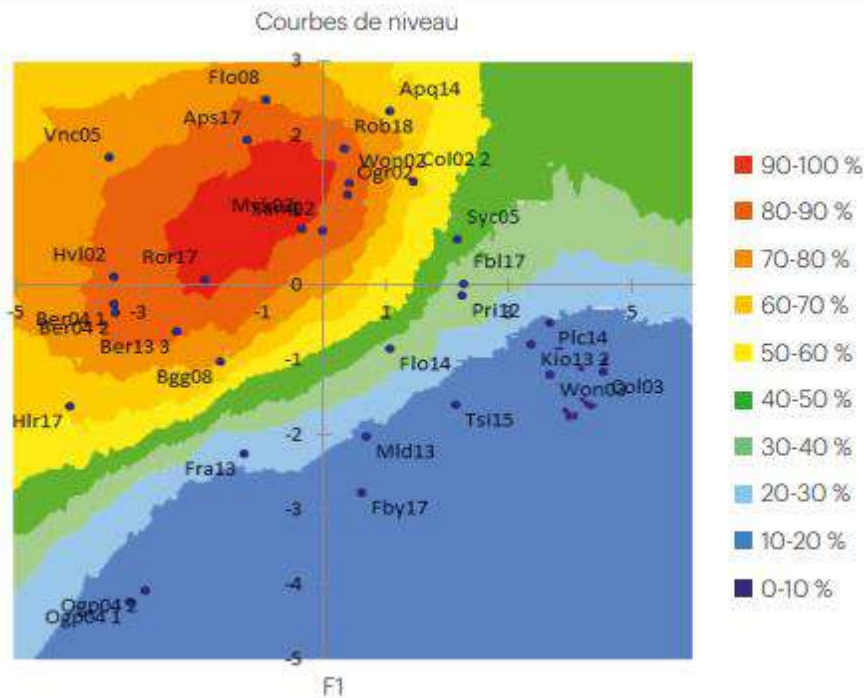 Courbes de niveau
3
Flo08
Apq14
Aps17
2
Rob18
Vnc05
Won02
Col02 2
Ogr02
90-100 %
80-90 %
Syc05
Hvl02
Ror17
Fbl17
70-80 %
0
-5
-3
-1
1
5
Ber04 1
Pri12
60-70 %
Ber04 2
Ber13 3
Plc14
50-60 %
-1
Flo14
Kio13 2
Bgg08
Won03
Col03
40-50 %
Hlr17
Tsi15
-2
30-40 %
Mld13
Fra13
20-30 %
-3
Fby17
10-20 %
-4
0-10 %
Ogp04 2
Ogp04 1
-5
F1